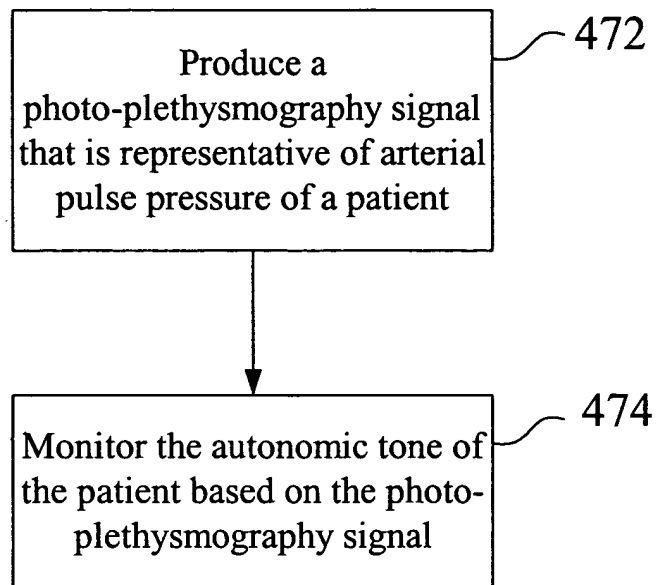 Produce a
photo-plethysmography signal
that is representative of arterial
pulse pressure of a patient
472
Monitor the autonomic tone of
the patient based on the photo-
plethysmography signal
474